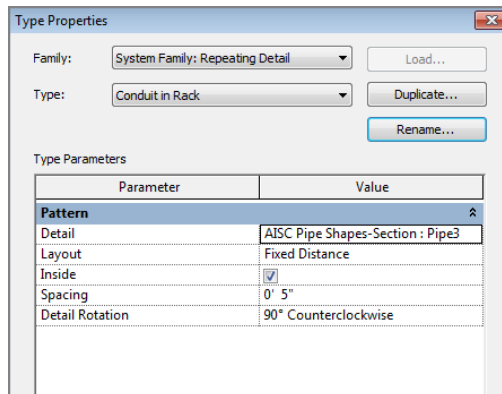 Type Properties
Family: System Family: Repeating Detail Load...
Type: Conduit in Rack Duplicate...
Rename...
Type Parameters
Parameter Value
Pattern
Detail AISC Pipe Shapes-Section : Pipe3
Layout Fixed Distance
Inside
Spacing 0' 5"
Detail Rotation 90° Counterclockwise